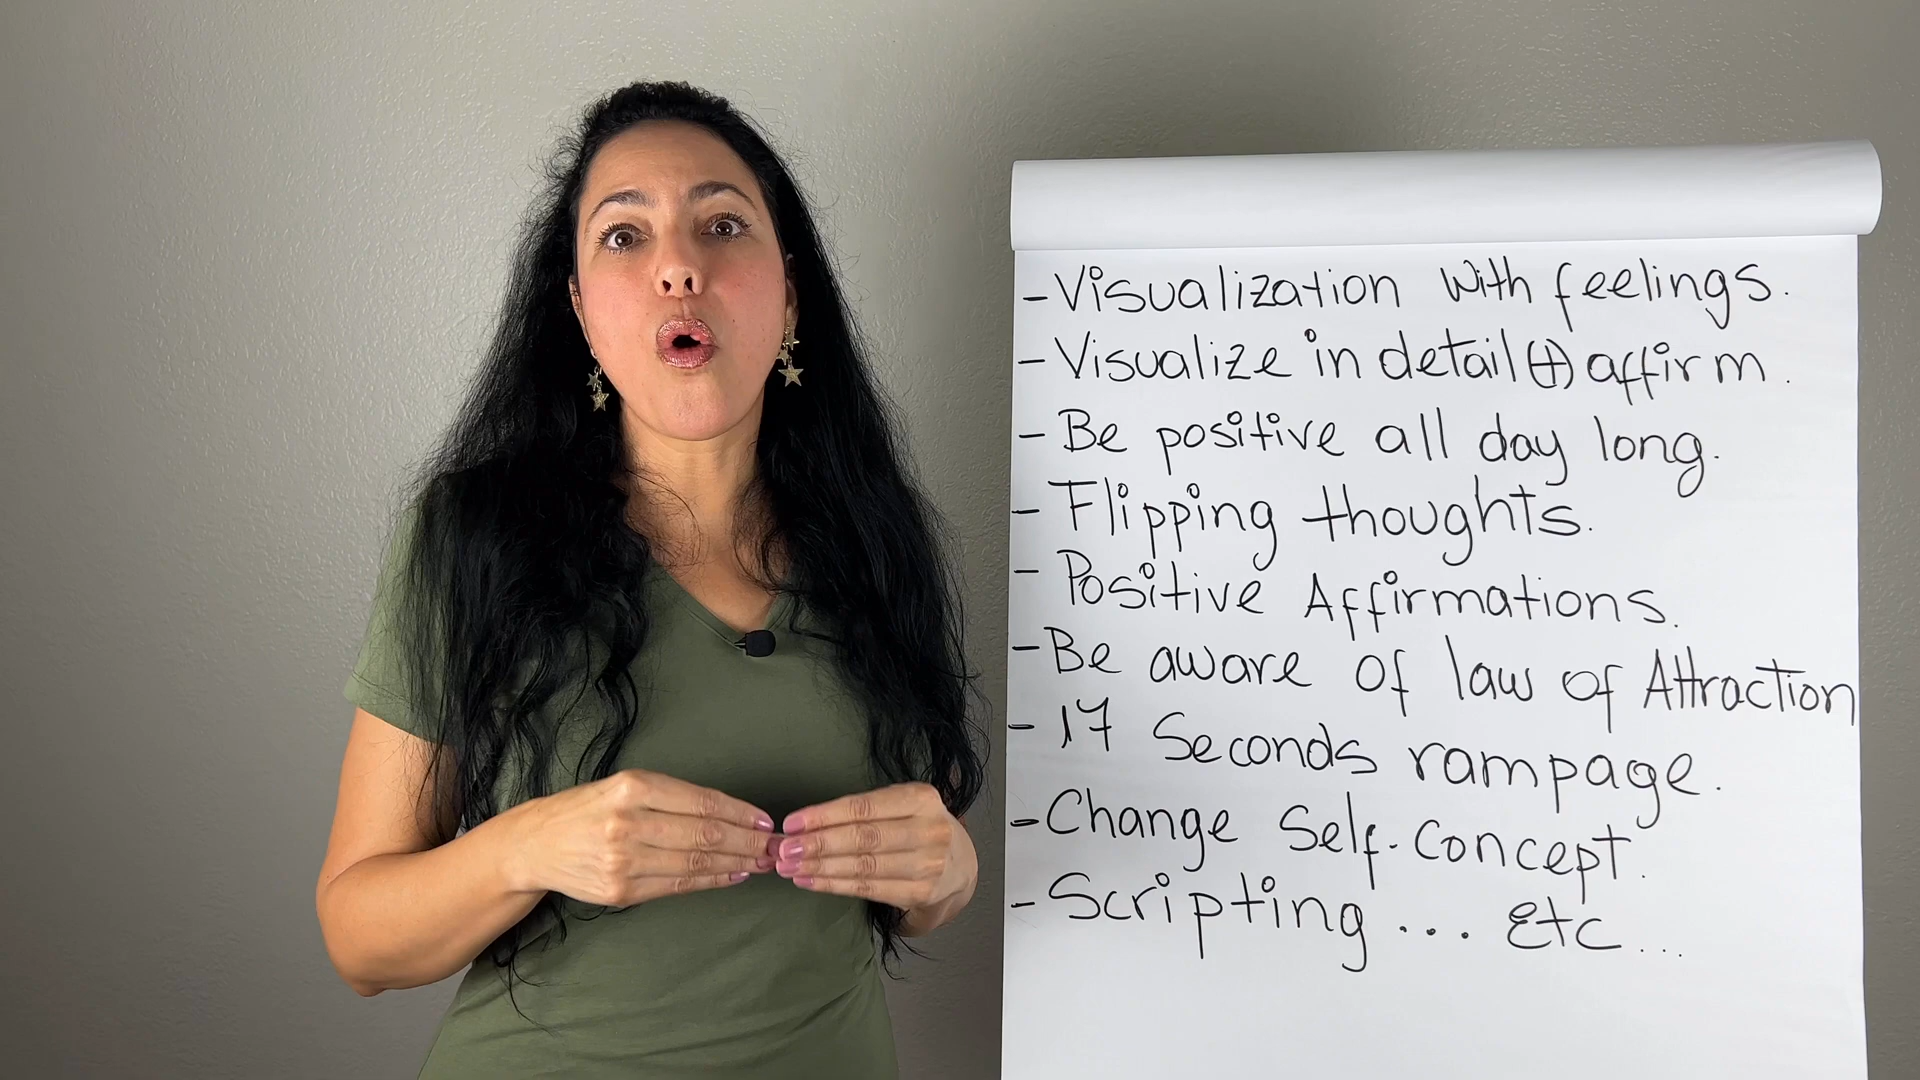 - Visualization with feelings.
- Visualize in detail (+) affirm.
- Be positive all day long.
- Flipping thoughts.
- Positive Affirmations.
- Be aware of law of Attraction
- 17 Seconds rampage.
- Change Self-Concept.
- Scripting... Etc...